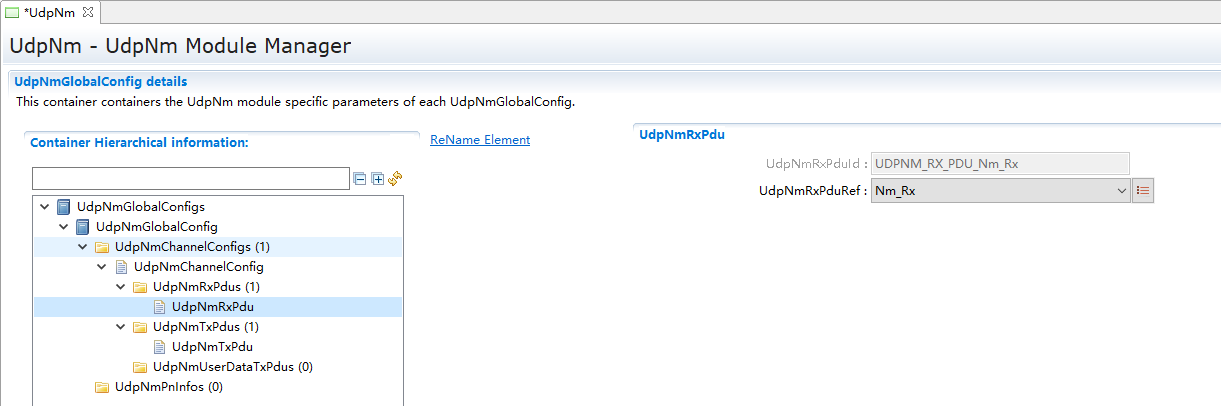 *UdpNm
UdpNm - UdpNm Module Manager
UdpNmGlobalConfig details
This container containers the UdpNm module specific parameters of each UdpNmGlobalConfig.
Container Hierarchical information:
ReName Element
UdpNmGlobalConfigs
UdpNmGlobalConfig
UdpNmChannelConfigs (1)
UdpNmChannelConfig
UdpNmRxPdus (1)
UdpNmRxPdu
UdpNmTxPdus (1)
UdpNmTxPdu
UdpNmUserDataTxPdus (0)
UdpNmPnInfos (0)
UdpNmRxPdu
UdpNmRxPduId : UDPNM_RX_PDU_Nm_Rx
UdpNmRxPduRef : Nm_Rx